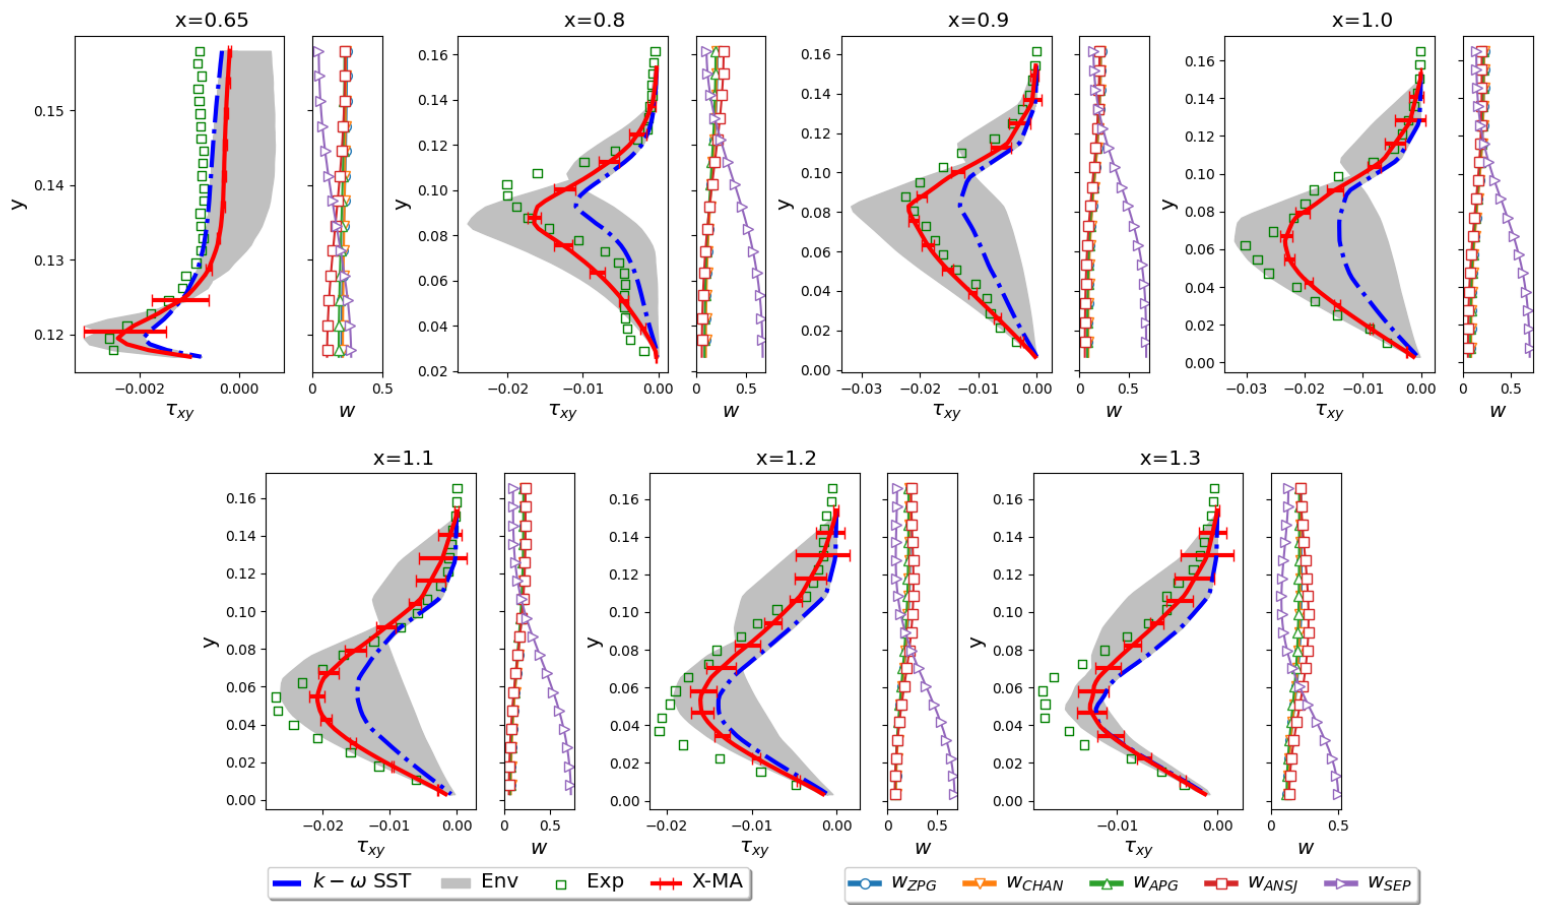 x=0.65 x=0.8 x=0.9 x=1.0
0.15 0.14 0.13 0.12
y
−0.002 0.000
τxy
0 0.5
w
0.16 0.14 0.12 0.10 0.08 0.06 0.04 0.02
y
−0.02 −0.01 0.00
τxy
0 0.5
w
0.16 0.14 0.12 0.10 0.08 0.06 0.04 0.02 0.00
y
−0.03 −0.02 −0.01 0.00
τxy
0 0.5
w
0.16 0.14 0.12 0.10 0.08 0.06 0.04 0.02 0.00
y
−0.03 −0.02 −0.01 0.00
τxy
0 0.5
w
x=1.1 x=1.2 x=1.3
0.16 0.14 0.12 0.10 0.08 0.06 0.04 0.02 0.00
y
−0.02 −0.01 0.00
τxy
0 0.5
w
0.16 0.14 0.12 0.10 0.08 0.06 0.04 0.02 0.00
y
−0.02 −0.01 0.00
τxy
0 0.5
w
0.16 0.14 0.12 0.10 0.08 0.06 0.04 0.02 0.00
y
−0.01 0.00
τxy
0 0.5
w
k − ω SST Env Exp X-MA
wZPG wCHAN wAPG wANSJ wSEP